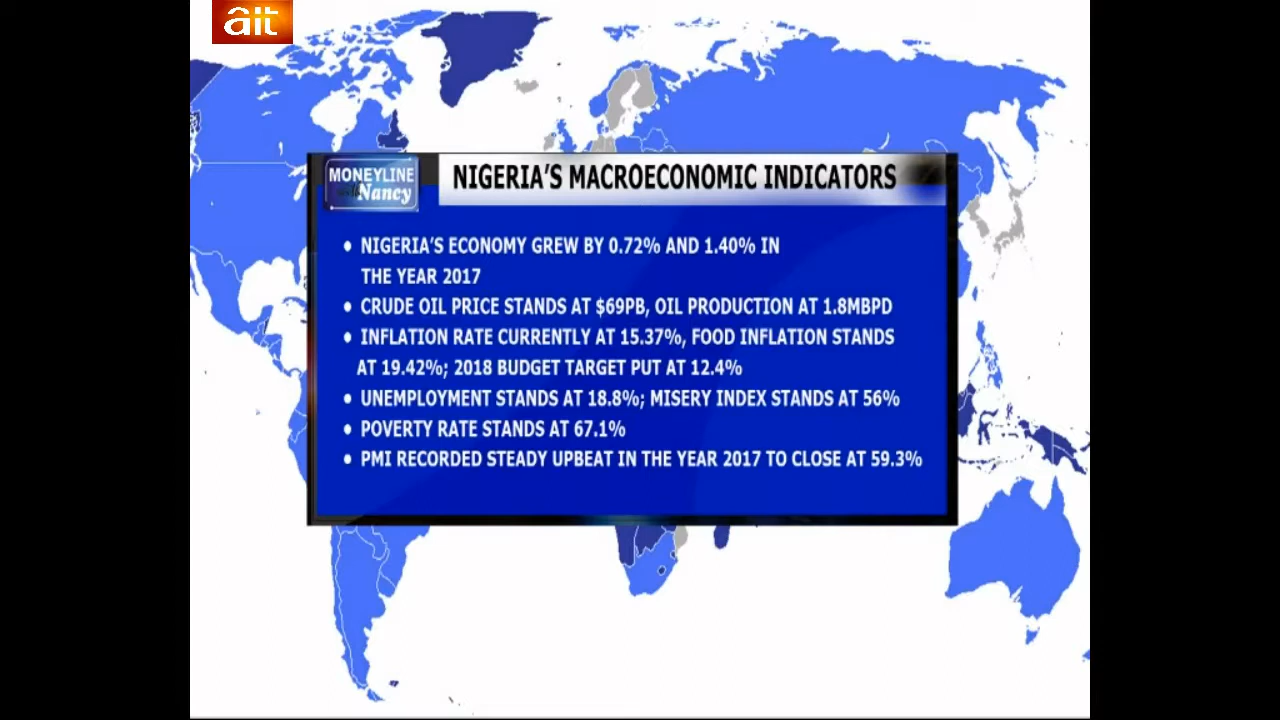 ait
MONEYLINE
with Nancy
NIGERIA'S MACROECONOMIC INDICATORS
• NIGERIA'S ECONOMY GREW BY 0.72% AND 1.40% IN
THE YEAR 2017
• CRUDE OIL PRICE STANDS AT $69PB, OIL PRODUCTION AT 1.8MBPD
• INFLATION RATE CURRENTLY AT 15.37%, FOOD INFLATION STANDS
AT 19.42%; 2018 BUDGET TARGET PUT AT 12.4%
• UNEMPLOYMENT STANDS AT 18.8%; MISERY INDEX STANDS AT 56%
• POVERTY RATE STANDS AT 67.1%
• PMI RECORDED STEADY UPBEAT IN THE YEAR 2017 TO CLOSE AT 59.3%